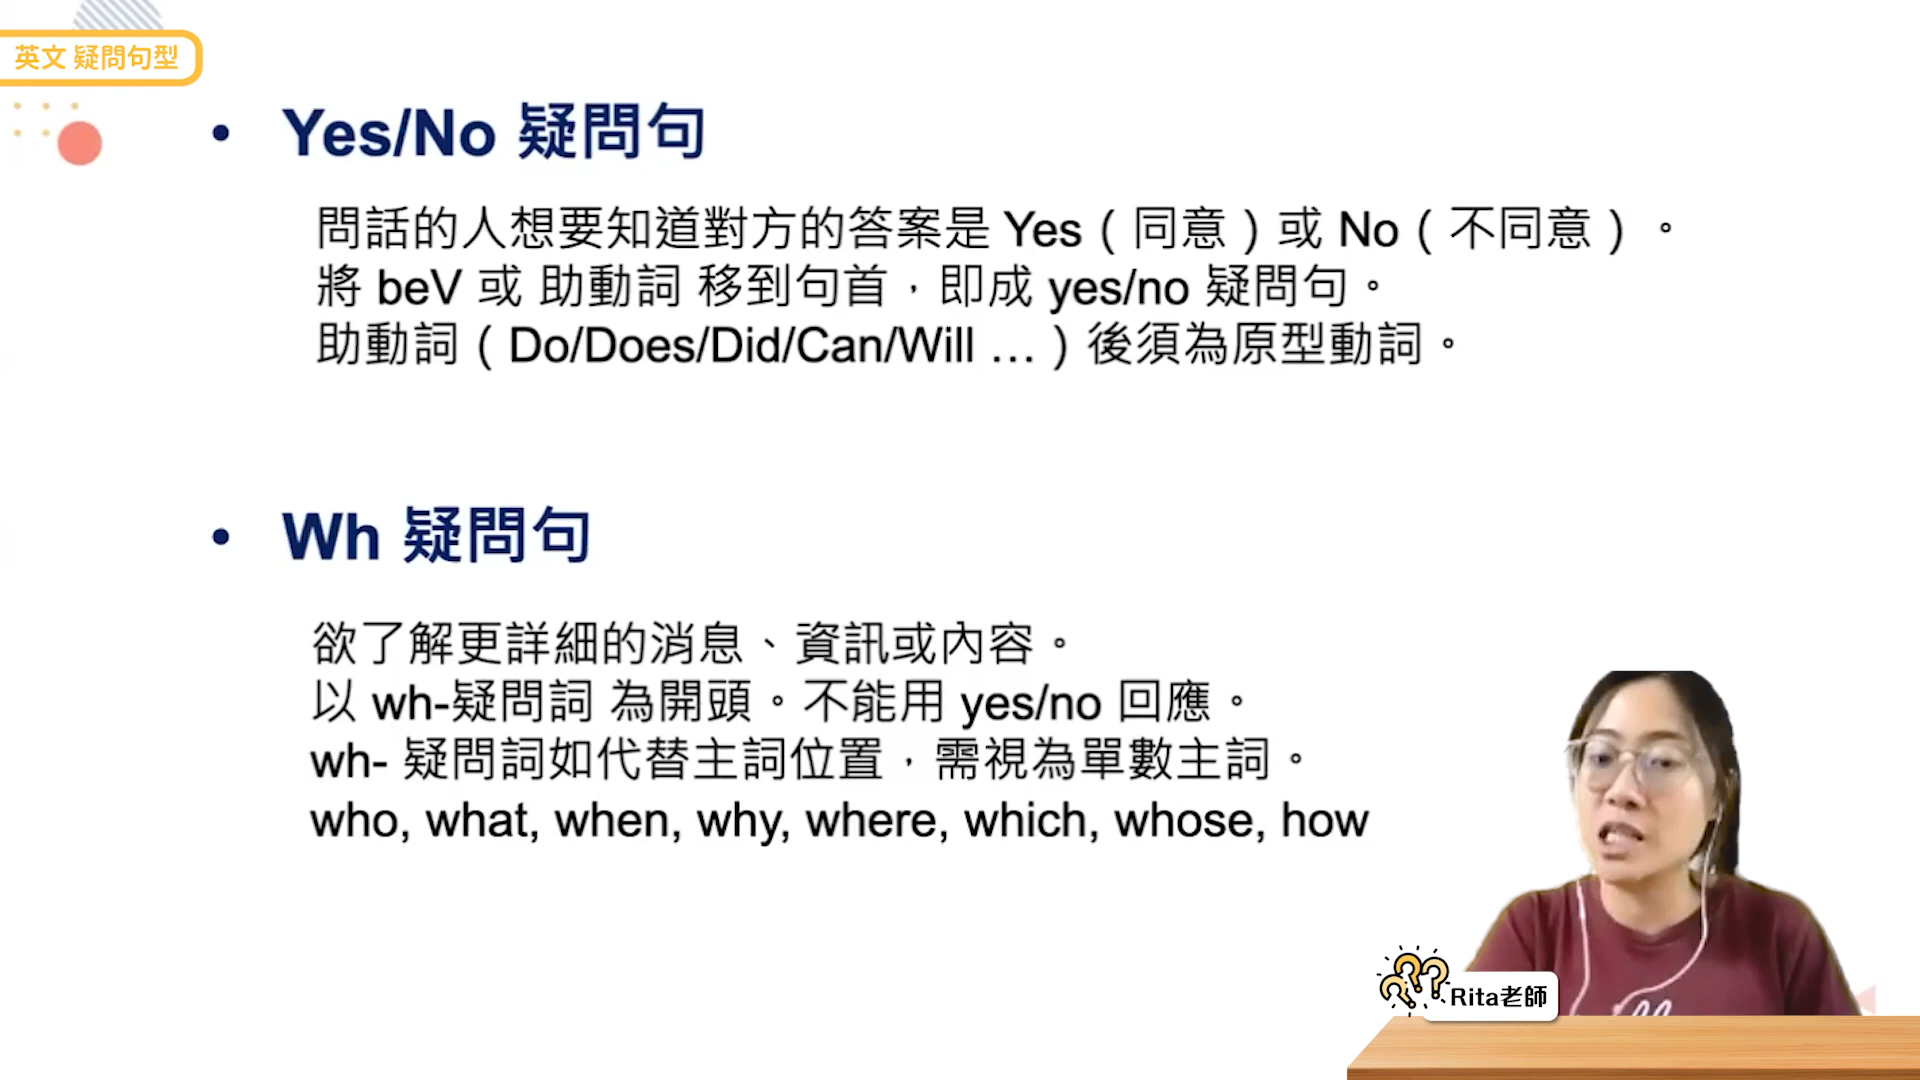 英文 疑問句型
• Yes/No 疑問句
問話的人想要知道對方的答案是 Yes（同意）或 No（不同意）。
將 beV 或 助動詞 移到句首，即成 yes/no 疑問句。
助動詞（Do/Does/Did/Can/Will …）後須為原型動詞。
• Wh 疑問句
欲了解更詳細的消息、資訊或內容。
以 wh-疑問詞 為開頭。不能用 yes/no 回應。
wh- 疑問詞如代替主詞位置，需視為單數主詞。
who, what, when, why, where, which, whose, how
Rita老師